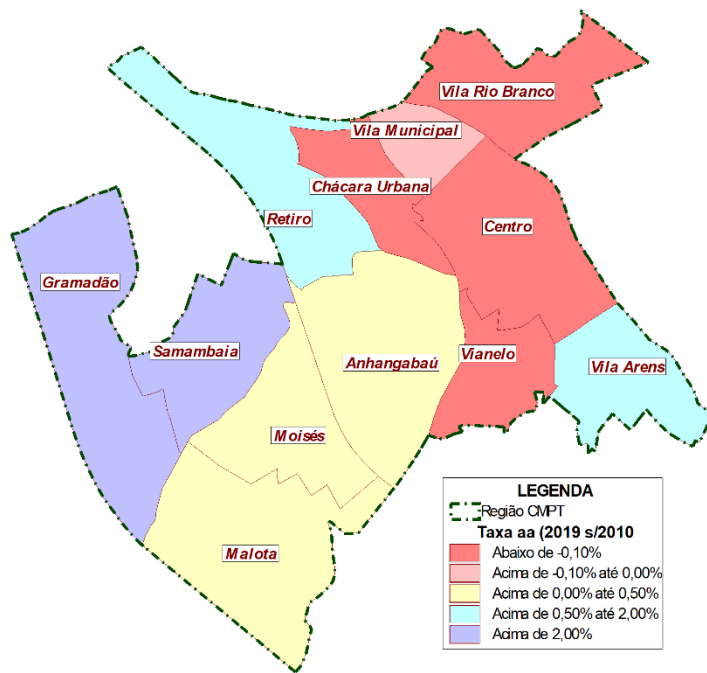 Vila Rio Branco
Vila Municipal
Chácara Urbana
Retiro
Centro
Gramadão
Samambaia
Anhangabaú
Vianelo
Vila Arens
Moisés
Malota
LEGENDA
Região CMPT
Taxa aa (2019 s/2010
Abaixo de -0,10%
Acima de -0,10% até 0,00%
Acima de 0,00% até 0,50%
Acima de 0,50% até 2,00%
Acima de 2,00%